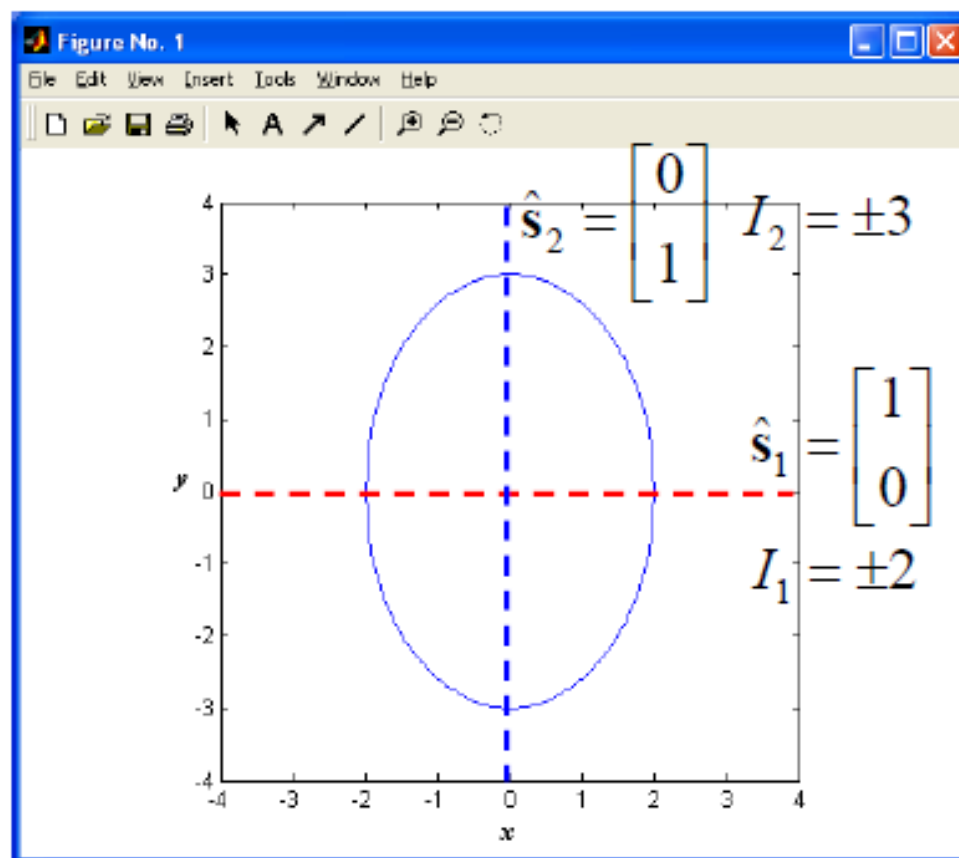 Figure No. 1
File Edit View Insert Tools Window Help
A
ŝ₂ = [0 1] I₂ = ±3
ŝ₁ = [1 0]
I₁ = ±2
4
3
2
1
0
-1
-2
-3
-4
y
-4 -3 -2 -1 0 1 2 3 4
x